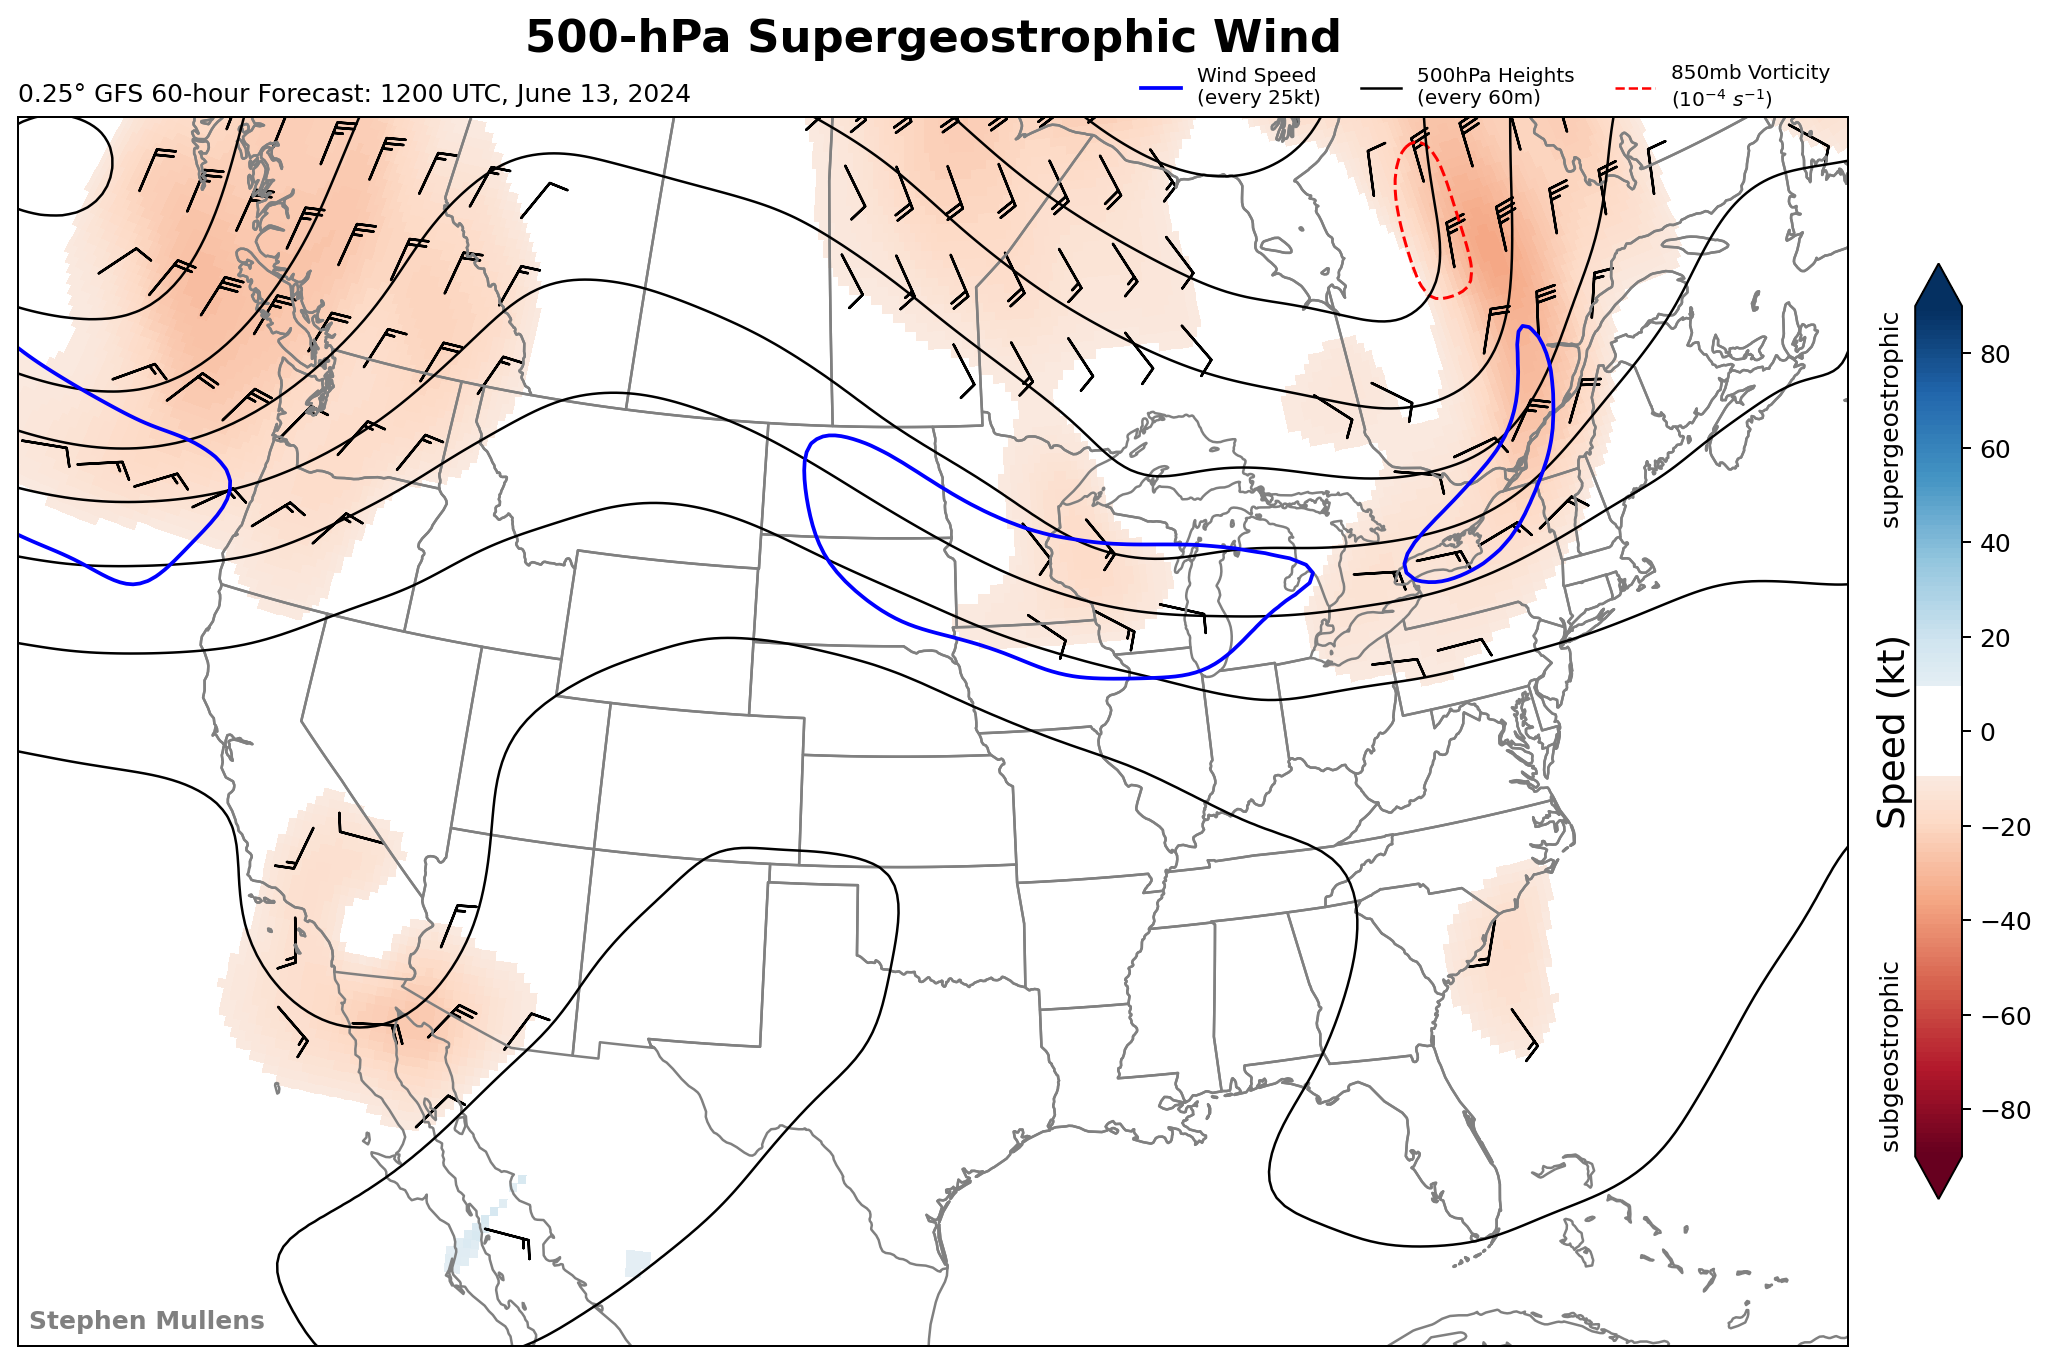 500-hPa Supergeostrophic Wind
0.25° GFS 60-hour Forecast: 1200 UTC, June 13, 2024
Wind Speed
(every 25kt)
500hPa Heights
(every 60m)
850mb Vorticity
(10⁻⁴ s⁻¹)
supergeostrophic
Speed (kt)
subgeostrophic
80
60
40
20
0
−20
−40
−60
−80
Stephen Mullens